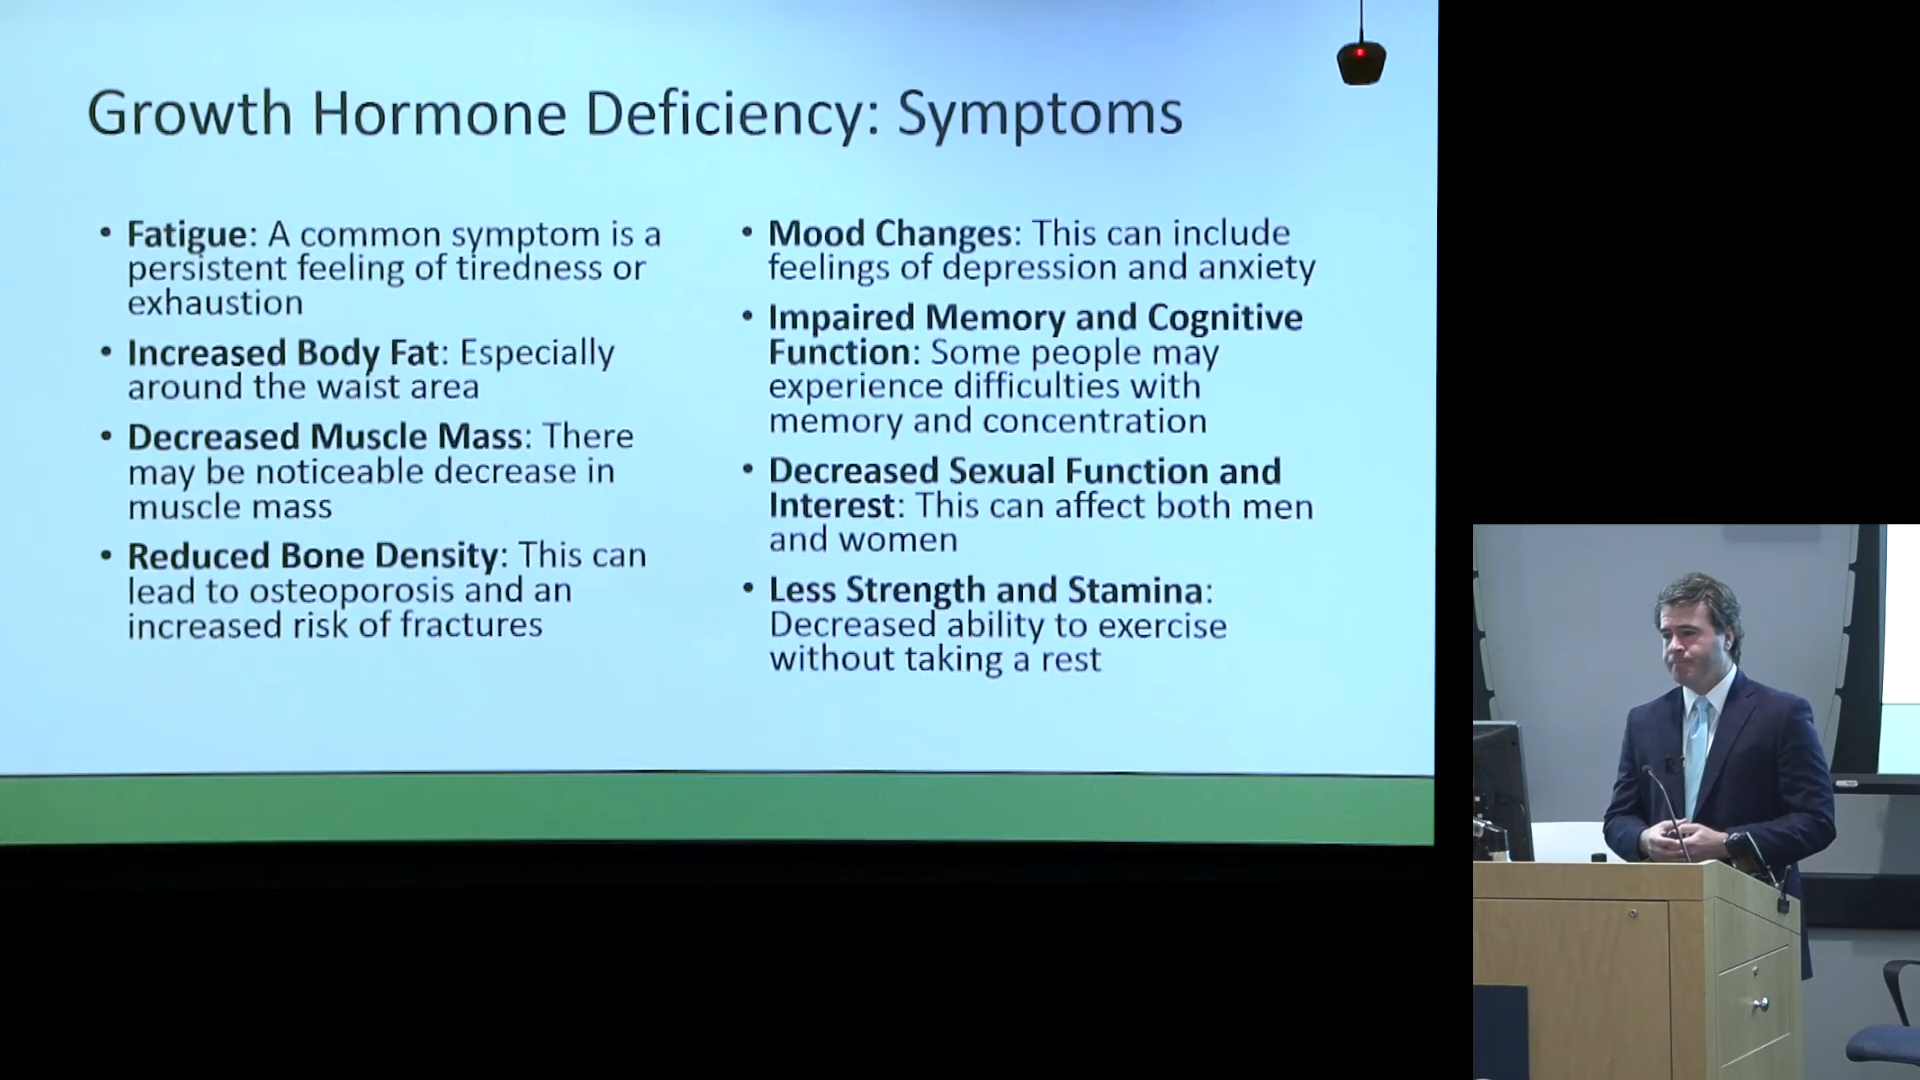 Growth Hormone Deficiency: Symptoms
• Fatigue: A common symptom is a
persistent feeling of tiredness or
exhaustion
• Increased Body Fat: Especially
around the waist area
• Decreased Muscle Mass: There
may be noticeable decrease in
muscle mass
• Reduced Bone Density: This can
lead to osteoporosis and an
increased risk of fractures
• Mood Changes: This can include
feelings of depression and anxiety
• Impaired Memory and Cognitive
Function: Some people may
experience difficulties with
memory and concentration
• Decreased Sexual Function and
Interest: This can affect both men
and women
• Less Strength and Stamina:
Decreased ability to exercise
without taking a rest